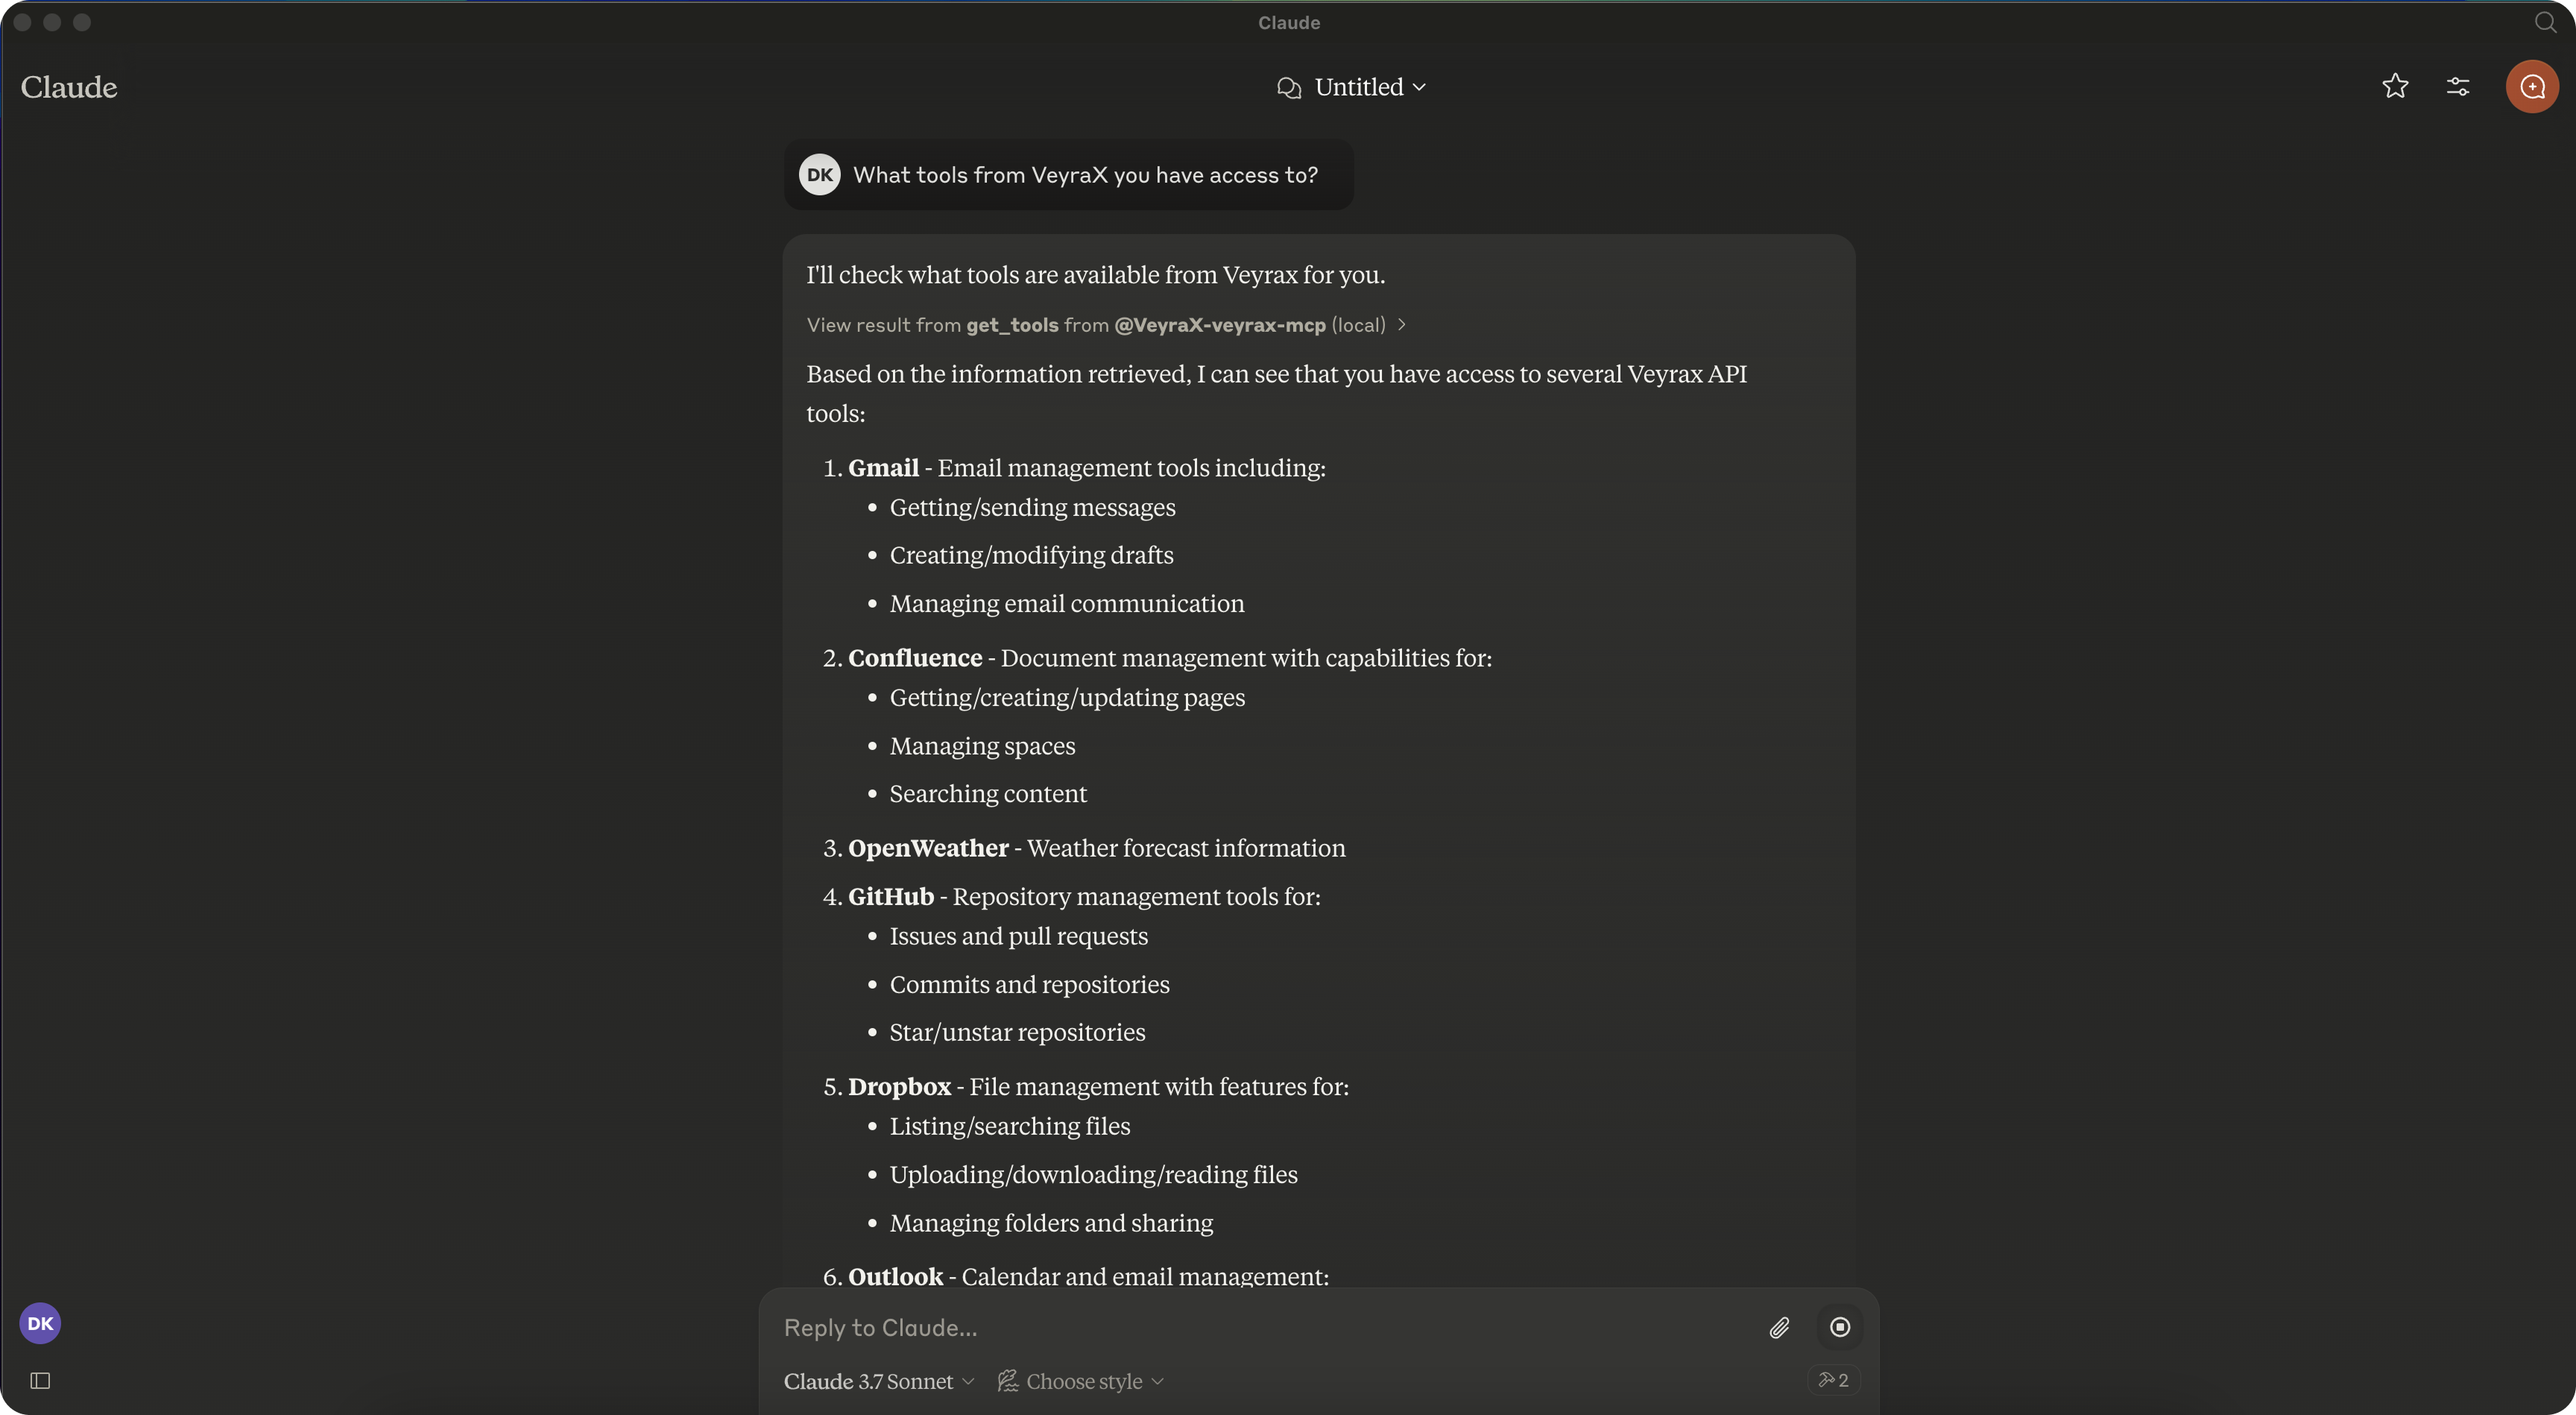 Claude
Claude
Untitled
DK
What tools from VeyraX you have access to?
I'll check what tools are available from Veyrax for you.
View result from get_tools from @VeyraX-veyrax-mcp (local)
Based on the information retrieved, I can see that you have access to several Veyrax API
tools:
1. Gmail - Email management tools including:
• Getting/sending messages
• Creating/modifying drafts
• Managing email communication
2. Confluence - Document management with capabilities for:
• Getting/creating/updating pages
• Managing spaces
• Searching content
3. OpenWeather - Weather forecast information
4. GitHub - Repository management tools for:
• Issues and pull requests
• Commits and repositories
• Star/unstar repositories
5. Dropbox - File management with features for:
• Listing/searching files
• Uploading/downloading/reading files
• Managing folders and sharing
6. Outlook - Calendar and email management:
DK
Reply to Claude...
Claude 3.7 Sonnet
Choose style
2